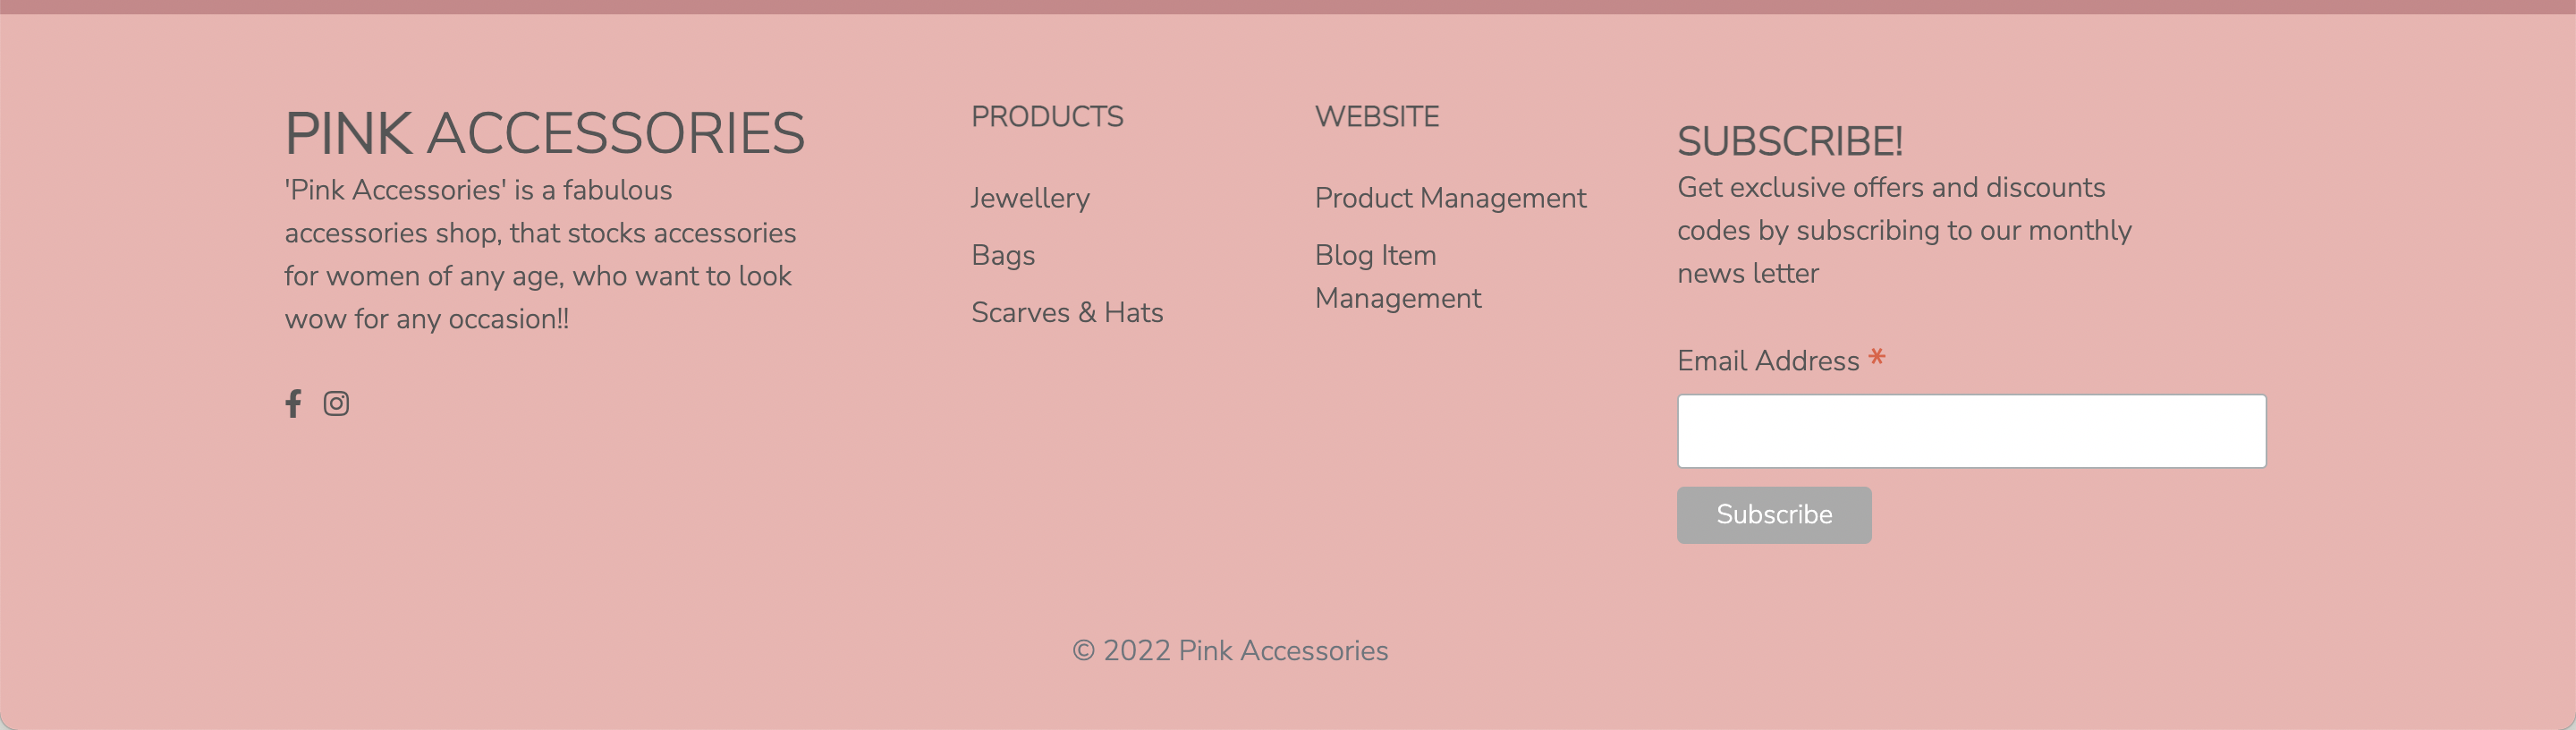 PINK ACCESSORIES
'Pink Accessories' is a fabulous
accessories shop, that stocks accessories
for women of any age, who want to look
wow for any occasion!!
PRODUCTS
Jewellery
Bags
Scarves & Hats
WEBSITE
Product Management
Blog Item
Management
SUBSCRIBE!
Get exclusive offers and discounts
codes by subscribing to our monthly
news letter
Email Address *
Subscribe
© 2022 Pink Accessories